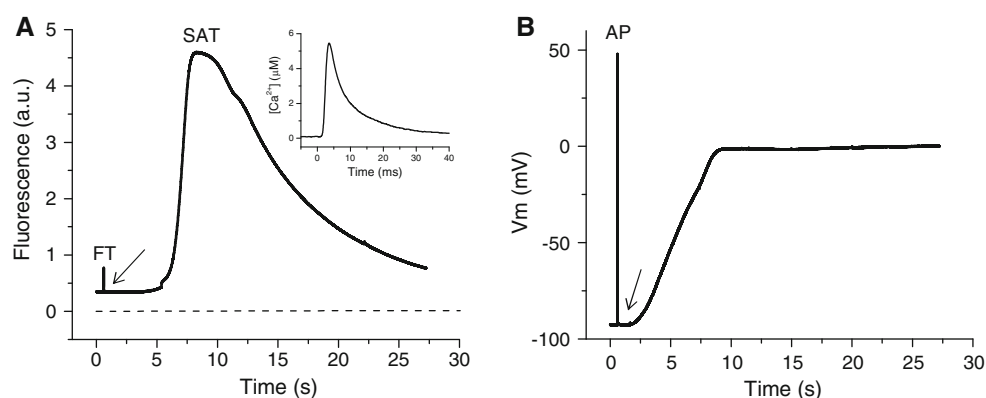 A
SAT
FT
Fluorescence (a.u.)
5
4
3
2
1
0
0 5 10 15 20 25 30
Time (s)
[Ca²⁺] (μM)
6
4
2
0
0 10 20 30 40
Time (ms)
B
AP
Vm (mV)
50
0
-50
-100
0 5 10 15 20 25 30
Time (s)